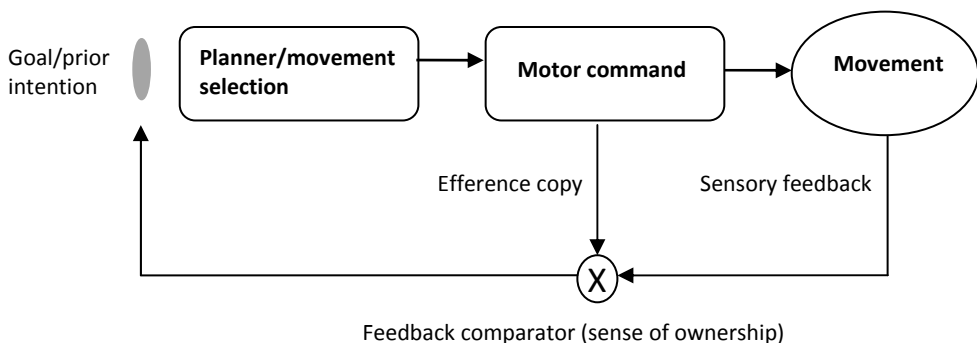 Goal/prior
intention
Planner/movement
selection
Motor command
Movement
Efference copy
Sensory feedback
X
Feedback comparator (sense of ownership)